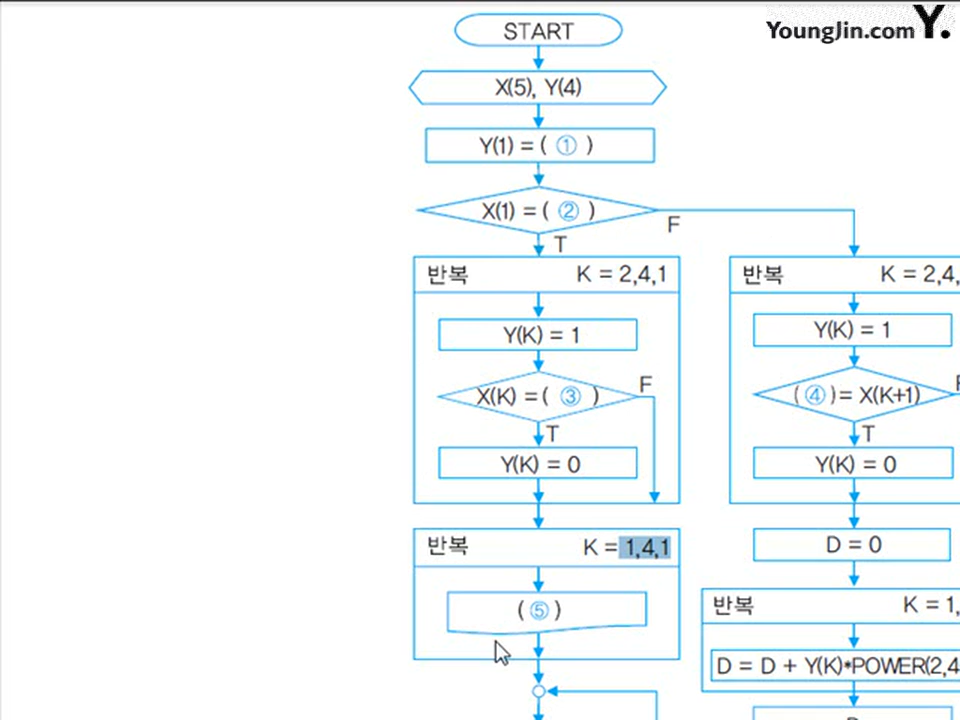 YoungJin.com Y.
START
X(5), Y(4)
Y(1) = ( ① )
X(1) = ( ② )
F
T
반복 K = 2,4,1
Y(K) = 1
X(K) = ( ③ )
F
T
Y(K) = 0
반복 K = 1,4,1
( ⑤ )
반복 K = 2,4,
Y(K) = 1
( ④ )= X(K+1)
T
Y(K) = 0
D = 0
반복 K = 1,
D = D + Y(K)*POWER(2,4